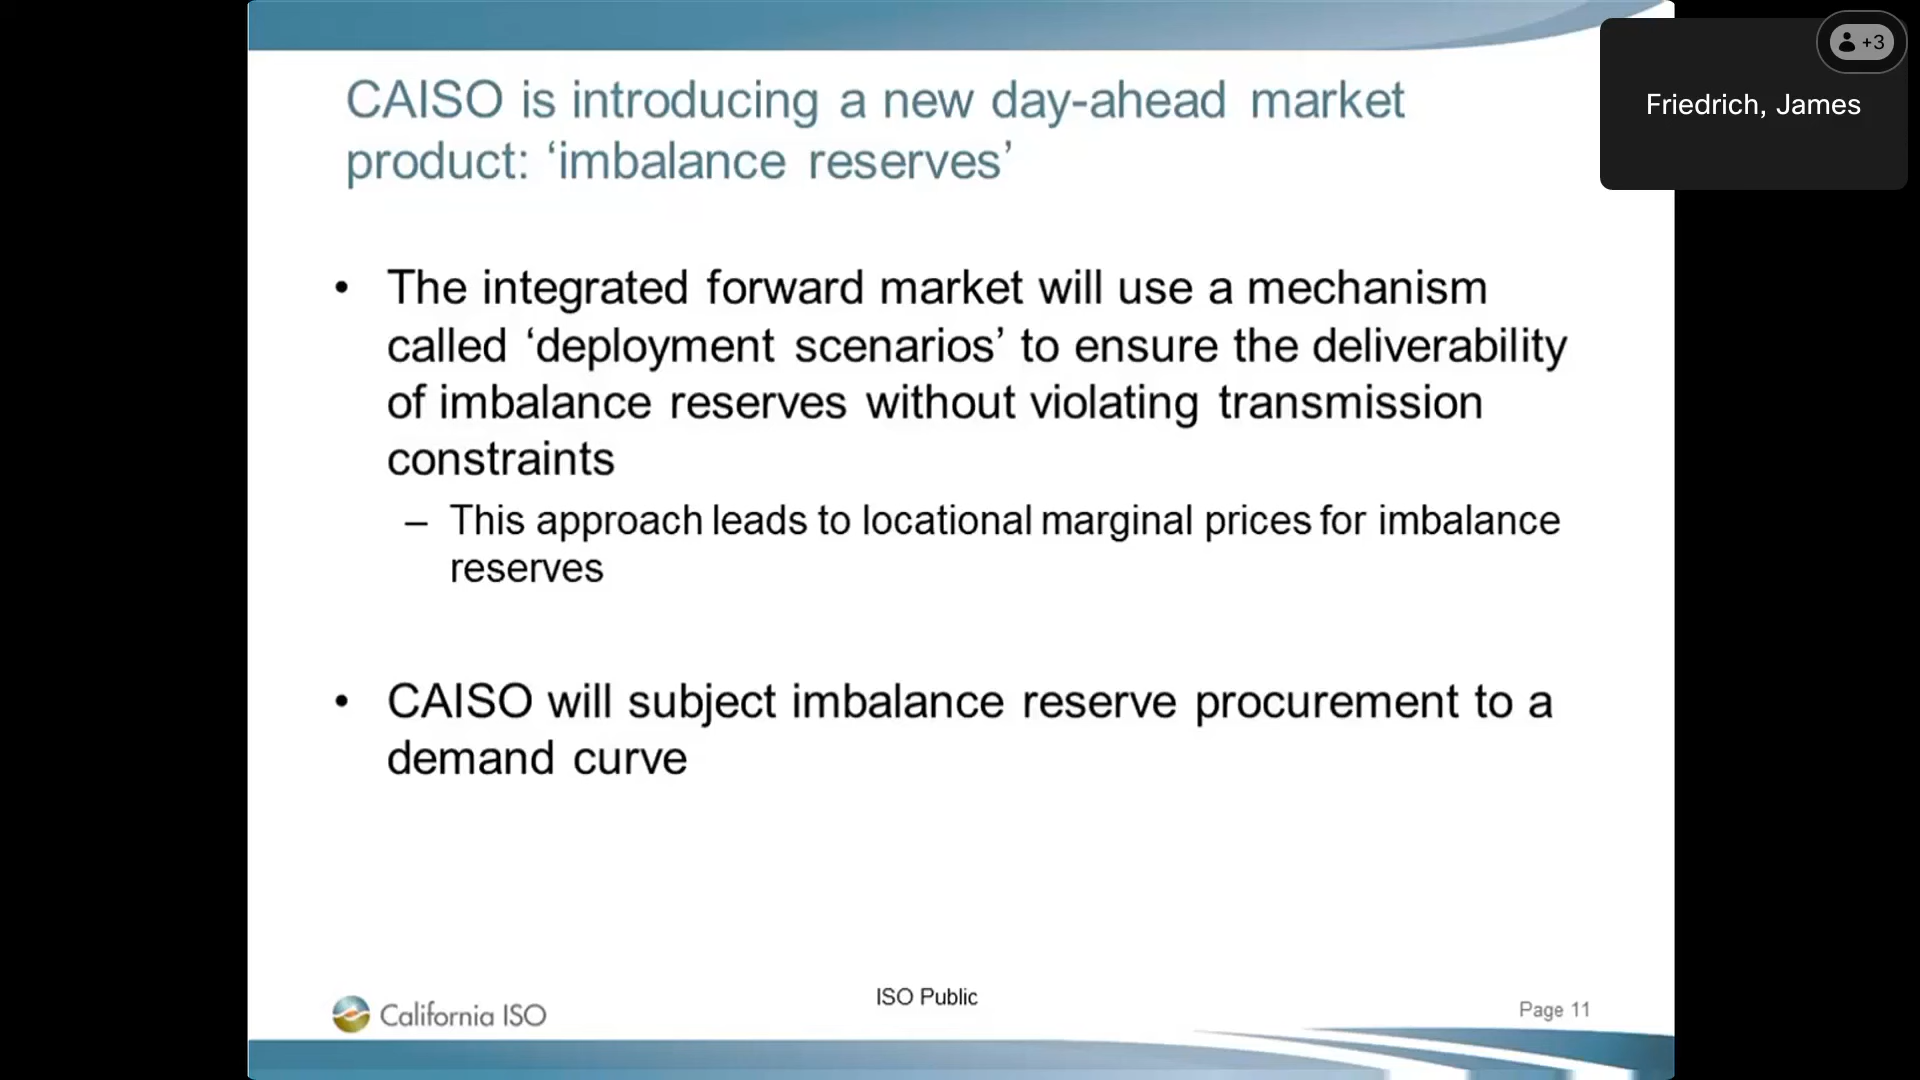 CAISO is introducing a new day-ahead market
product: ‘imbalance reserves’
+3
Friedrich, James
• The integrated forward market will use a mechanism
called ‘deployment scenarios’ to ensure the deliverability
of imbalance reserves without violating transmission
constraints
– This approach leads to locational marginal prices for imbalance
reserves
• CAISO will subject imbalance reserve procurement to a
demand curve
California ISO
ISO Public
Page 11